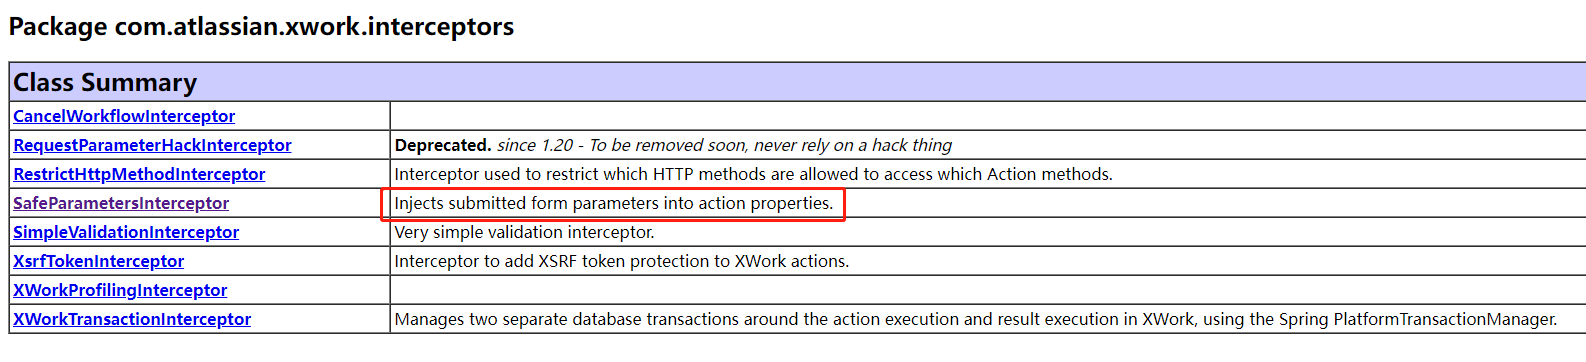 Package com.atlassian.xwork.interceptors
Class Summary
CancelWorkflowInterceptor
RequestParameterHackInterceptor Deprecated. since 1.20 - To be removed soon, never rely on a hack thing
RestrictHttpMethodInterceptor Interceptor used to restrict which HTTP methods are allowed to access which Action methods.
SafeParametersInterceptor Injects submitted form parameters into action properties.
SimpleValidationInterceptor Very simple validation interceptor.
XsrfTokenInterceptor Interceptor to add XSRF token protection to XWork actions.
XWorkProfilingInterceptor
XWorkTransactionInterceptor Manages two separate database transactions around the action execution and result execution in XWork, using the Spring PlatformTransactionManager.